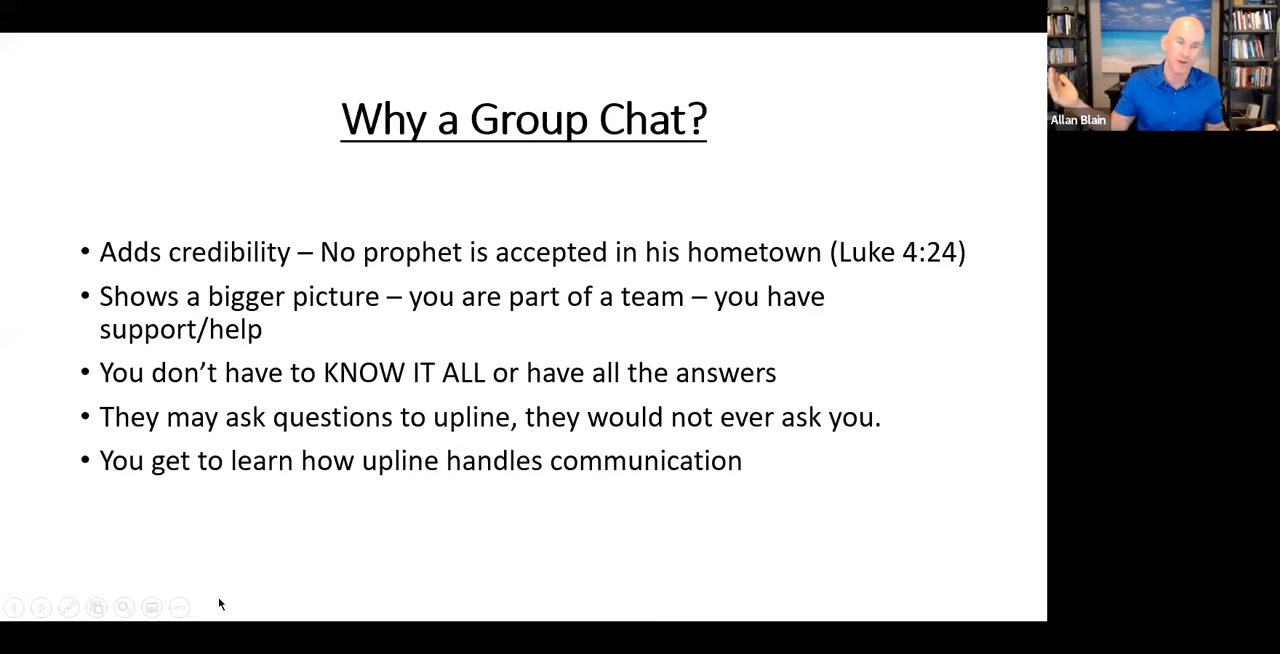 Why a Group Chat?
• Adds credibility – No prophet is accepted in his hometown (Luke 4:24)
• Shows a bigger picture – you are part of a team – you have
support/help
• You don’t have to KNOW IT ALL or have all the answers
• They may ask questions to upline, they would not ever ask you.
• You get to learn how upline handles communication
Allan Blain